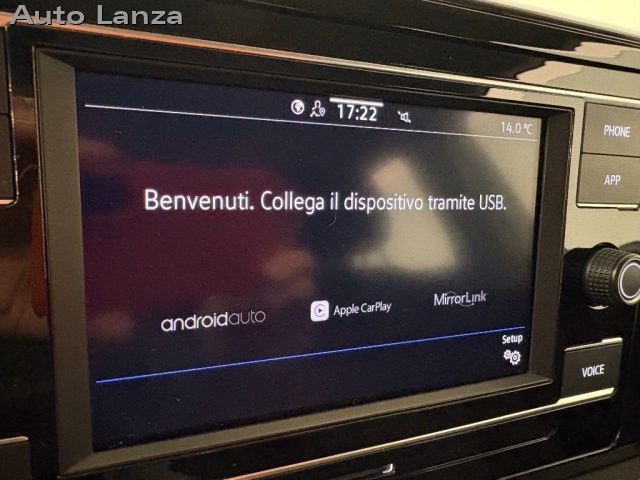 Auto Lanza
17:22
14.0 °C
PHONE
APP
Benvenuti. Collega il dispositivo tramite USB.
androidauto
Apple CarPlay
MirrorLink
Setup
VOICE